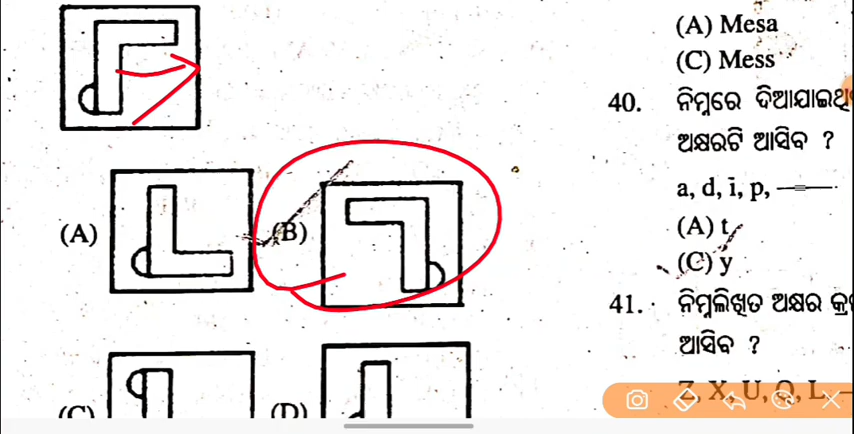 (A) Mesa
(C) Mess
40. ନିମ୍ନରେ ଦିଆଯାଇଥି
ଅକ୍ଷରଟି ଆସିବ ?
a, d, i, p, —
(A) t
(C) y
41. ନିମ୍ନଲିଖିତ ଅକ୍ଷର କ୍ର
ଆସିବ ?
Z, X, U, Q, L, –
(A)
(B)
(C)
(D)